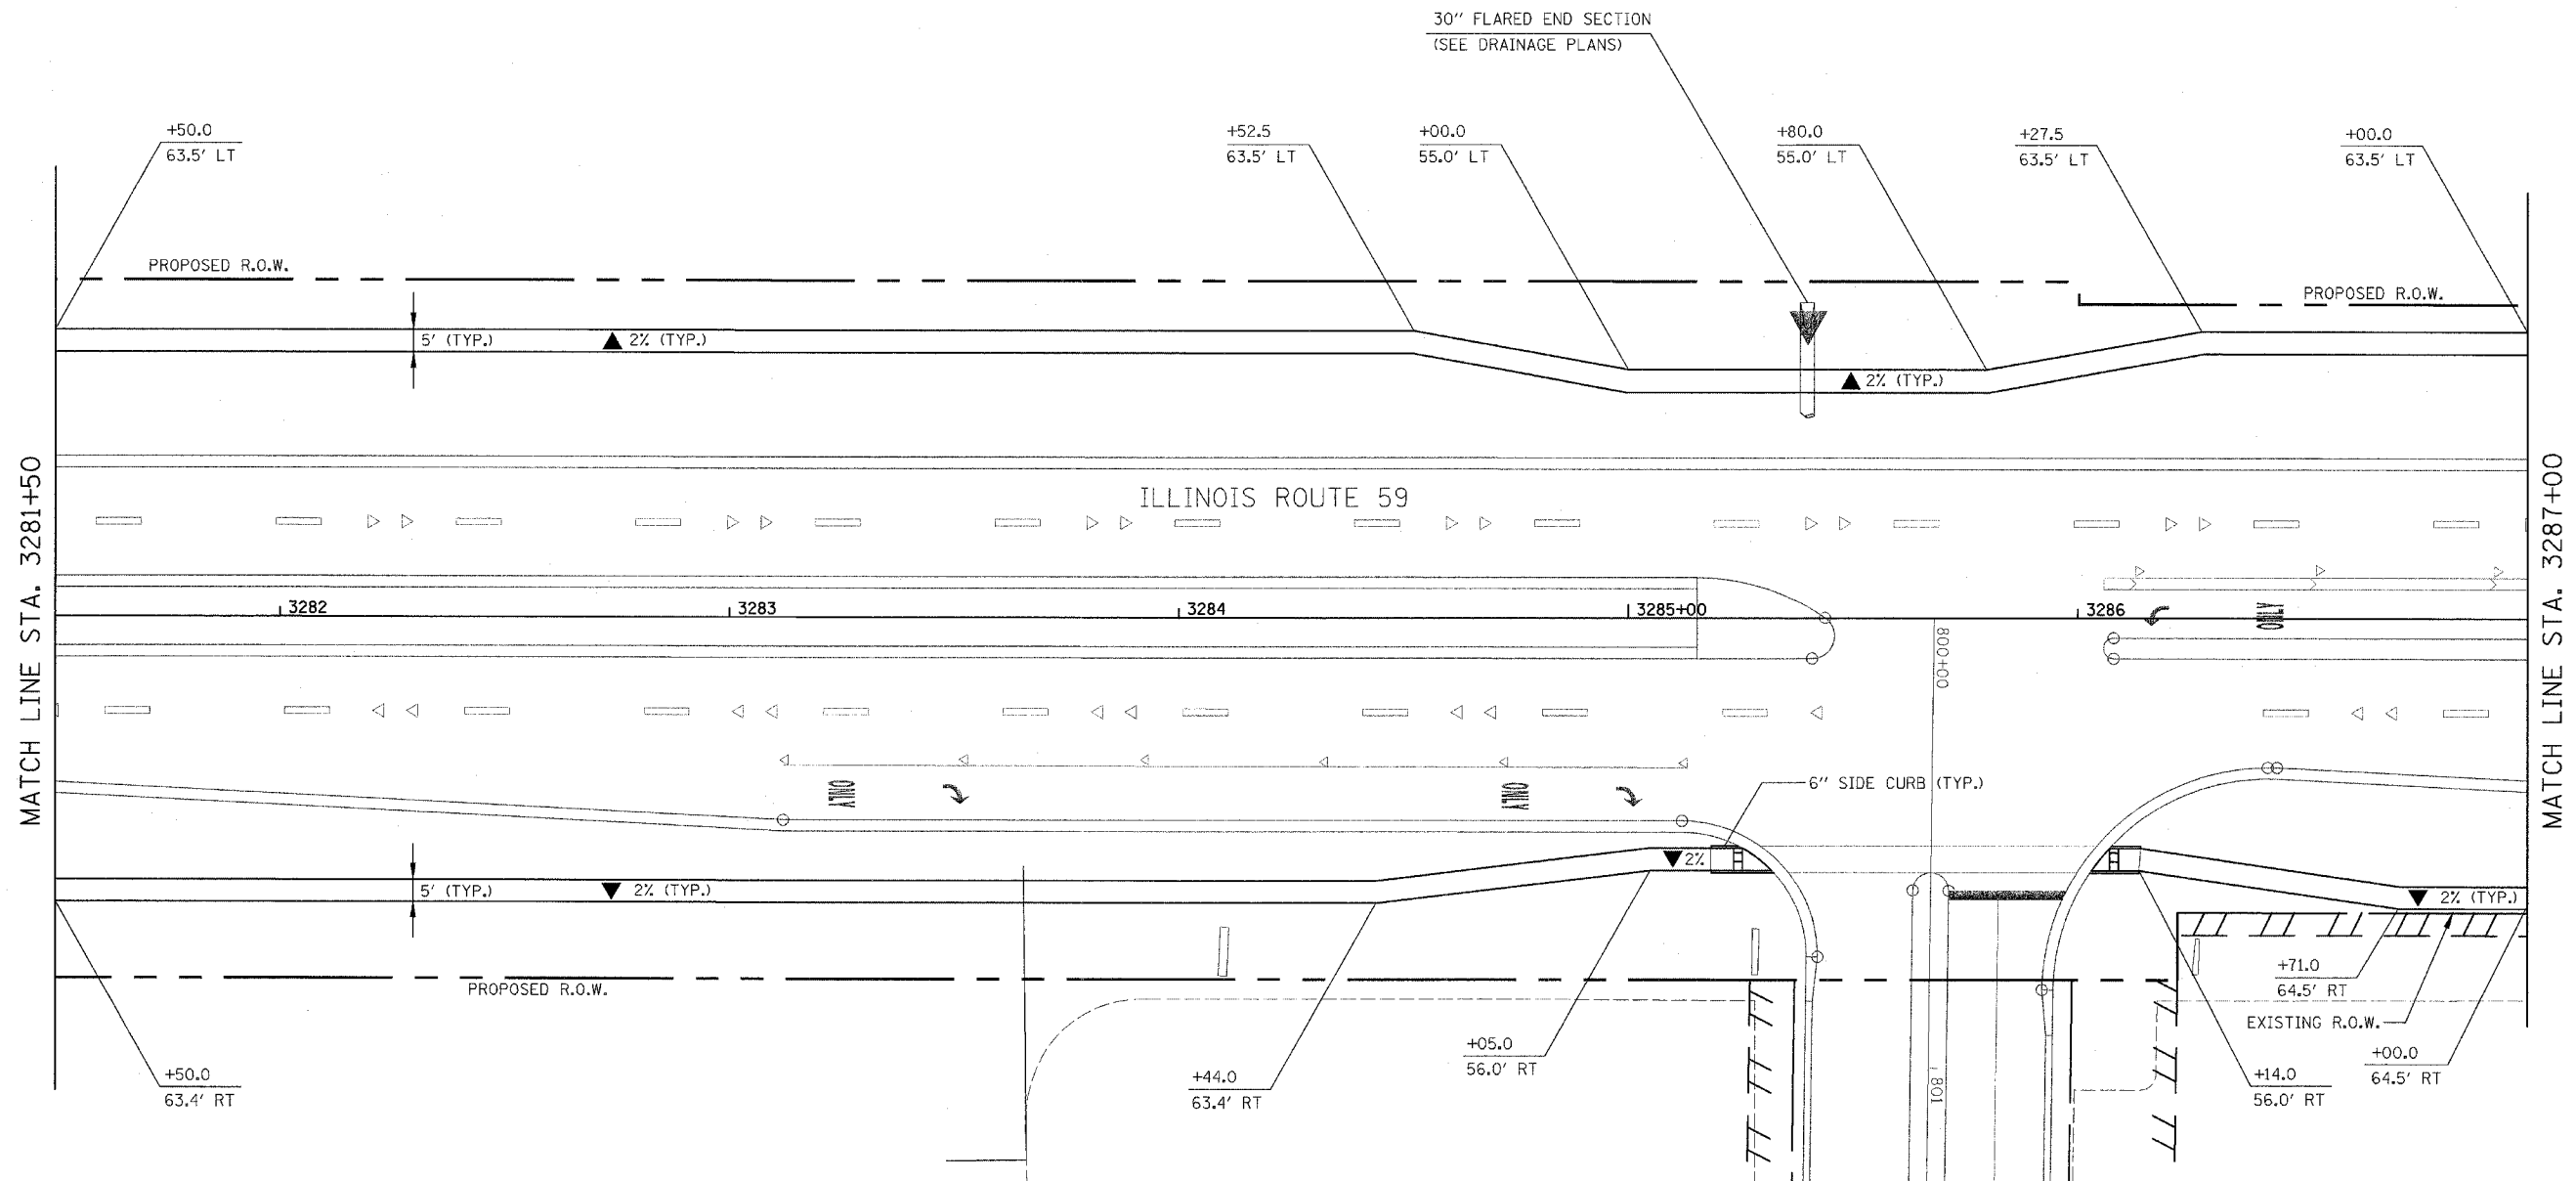 30" FLARED END SECTION
(SEE DRAINAGE PLANS)
+50.0
63.5' LT
+52.5
63.5' LT
+00.0
55.0' LT
+80.0
55.0' LT
+27.5
63.5' LT
+00.0
63.5' LT
PROPOSED R.O.W.
PROPOSED R.O.W.
5' (TYP.)
2% (TYP.)
2% (TYP.)
MATCH LINE STA. 3281+50
MATCH LINE STA. 3287+00
ILLINOIS ROUTE 59
3282
3283
3284
3285+00
3286
ONLY
800+00
ONLY
ONLY
6" SIDE CURB (TYP.)
2%
5' (TYP.)
2% (TYP.)
2% (TYP.)
PROPOSED R.O.W.
+71.0
64.5' RT
EXISTING R.O.W.
+50.0
63.4' RT
+44.0
63.4' RT
+05.0
56.0' RT
801
+14.0
56.0' RT
+00.0
64.5' RT